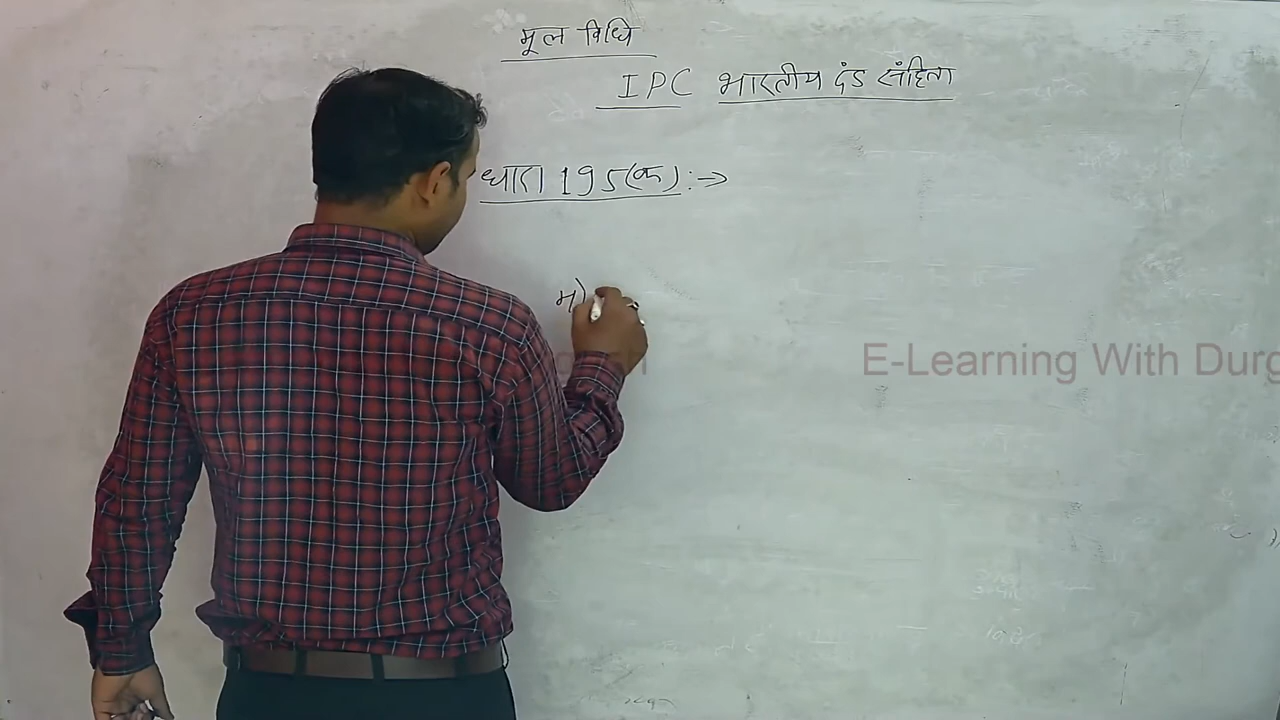 मूल विधि
IPC भारतीय दंड संहिता
धारा 195(क):→
E-Learning With Durg